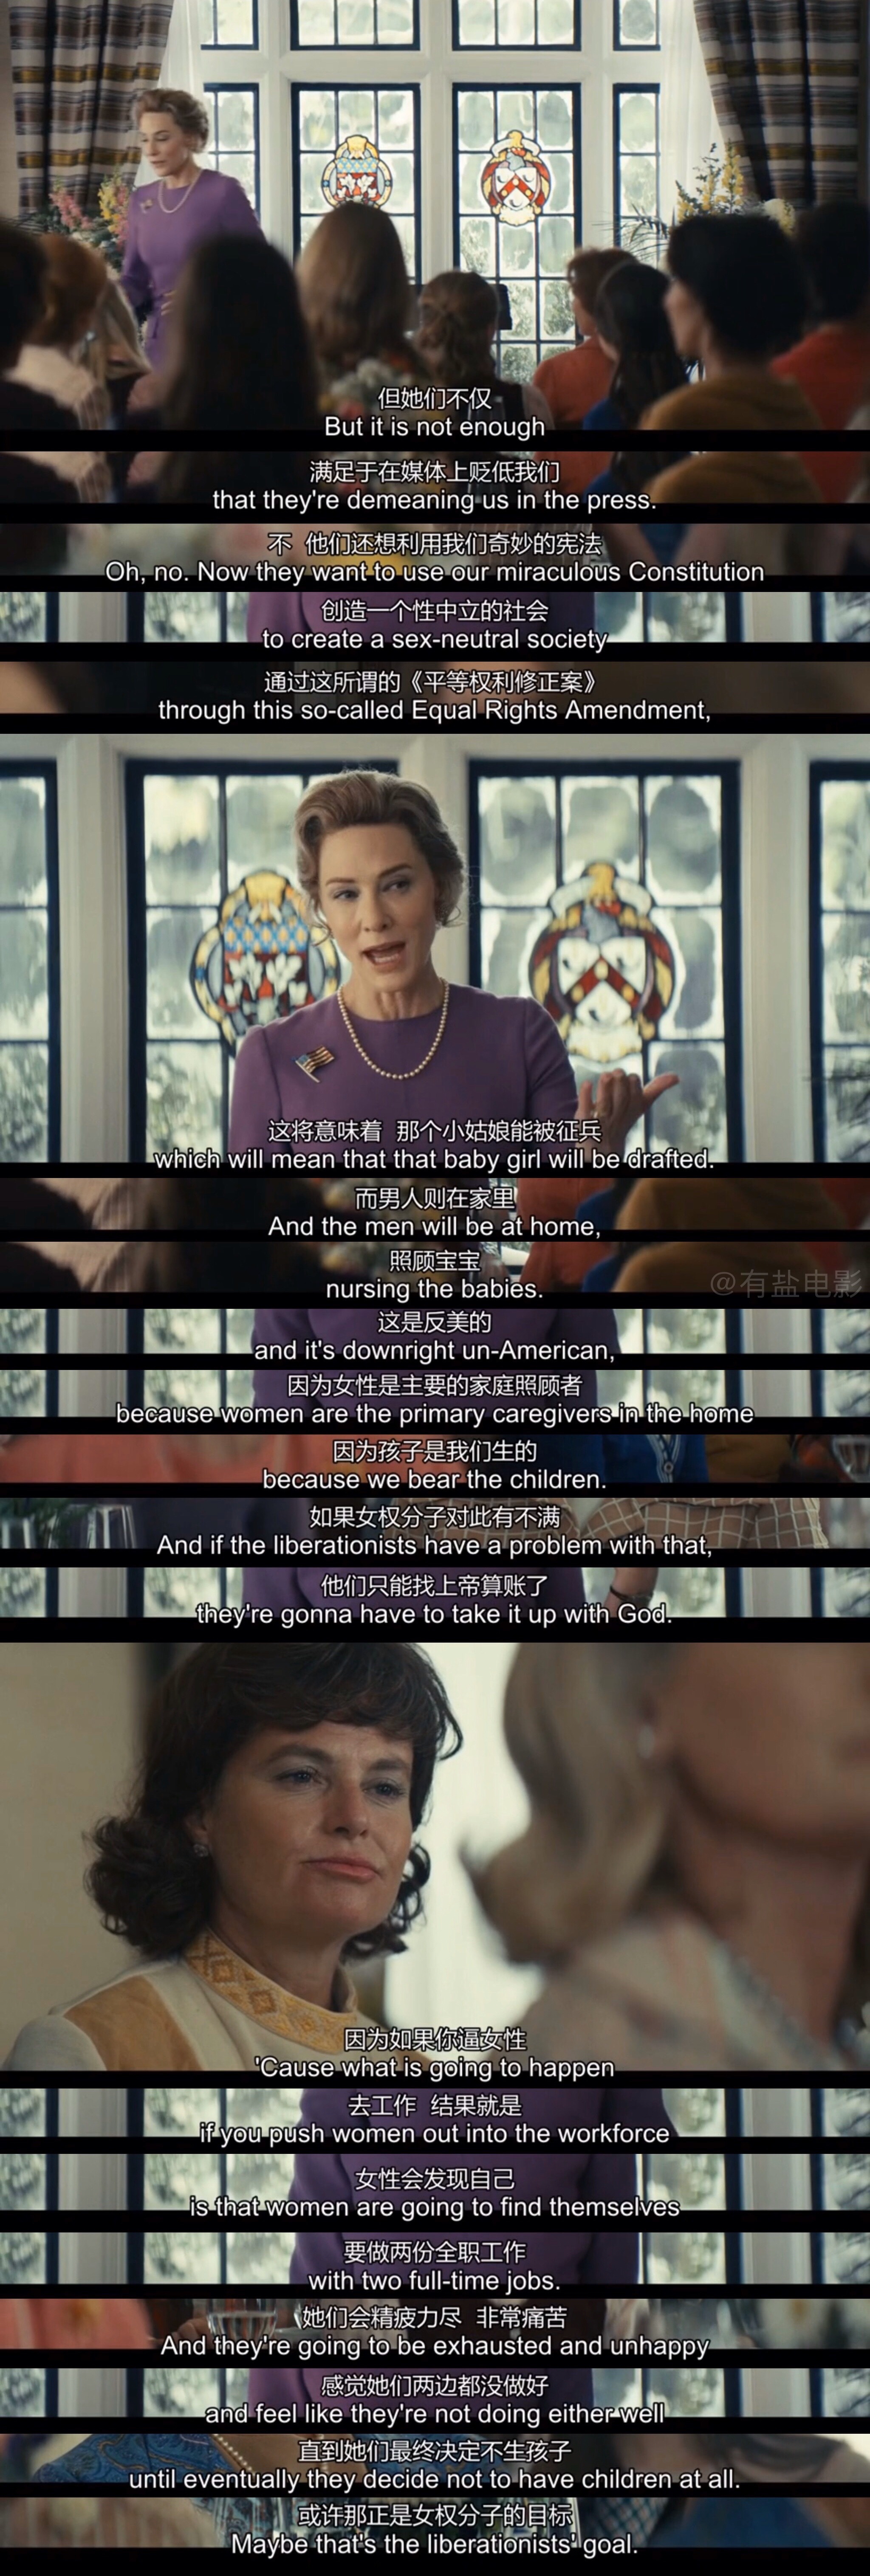 但她们不仅
But it is not enough
满足于在媒体上贬低我们
that they're demeaning us in the press.
不 他们还想利用我们奇妙的宪法
Oh, no. Now they want to use our miraculous Constitution
创造一个性中立的社会
to create a sex-neutral society
通过这所谓的《平等权利修正案》
through this so-called Equal Rights Amendment,
这将意味着 那个小姑娘能被征兵
which will mean that that baby girl will be drafted.
而男人则在家里
And the men will be at home,
照顾宝宝
nursing the babies.
@有盐电影
这是反美的
and it's downright un-American,
因为女性是主要的家庭照顾者
because women are the primary caregivers in the home
因为孩子是我们生的
because we bear the children.
如果女权分子对此有不满
And if the liberationists have a problem with that,
他们只能找上帝算账了
they're gonna have to take it up with God.
因为如果你逼女性
'Cause what is going to happen
去工作 结果就是
if you push women out into the workforce
女性会发现自己
is that women are going to find themselves
要做两份全职工作
with two full-time jobs.
她们会精疲力尽 非常痛苦
And they're going to be exhausted and unhappy
感觉她们两边都没做好
and feel like they're not doing either well
直到她们最终决定不生孩子
until eventually they decide not to have children at all.
或许那正是女权分子的目标
Maybe that's the liberationists' goal.